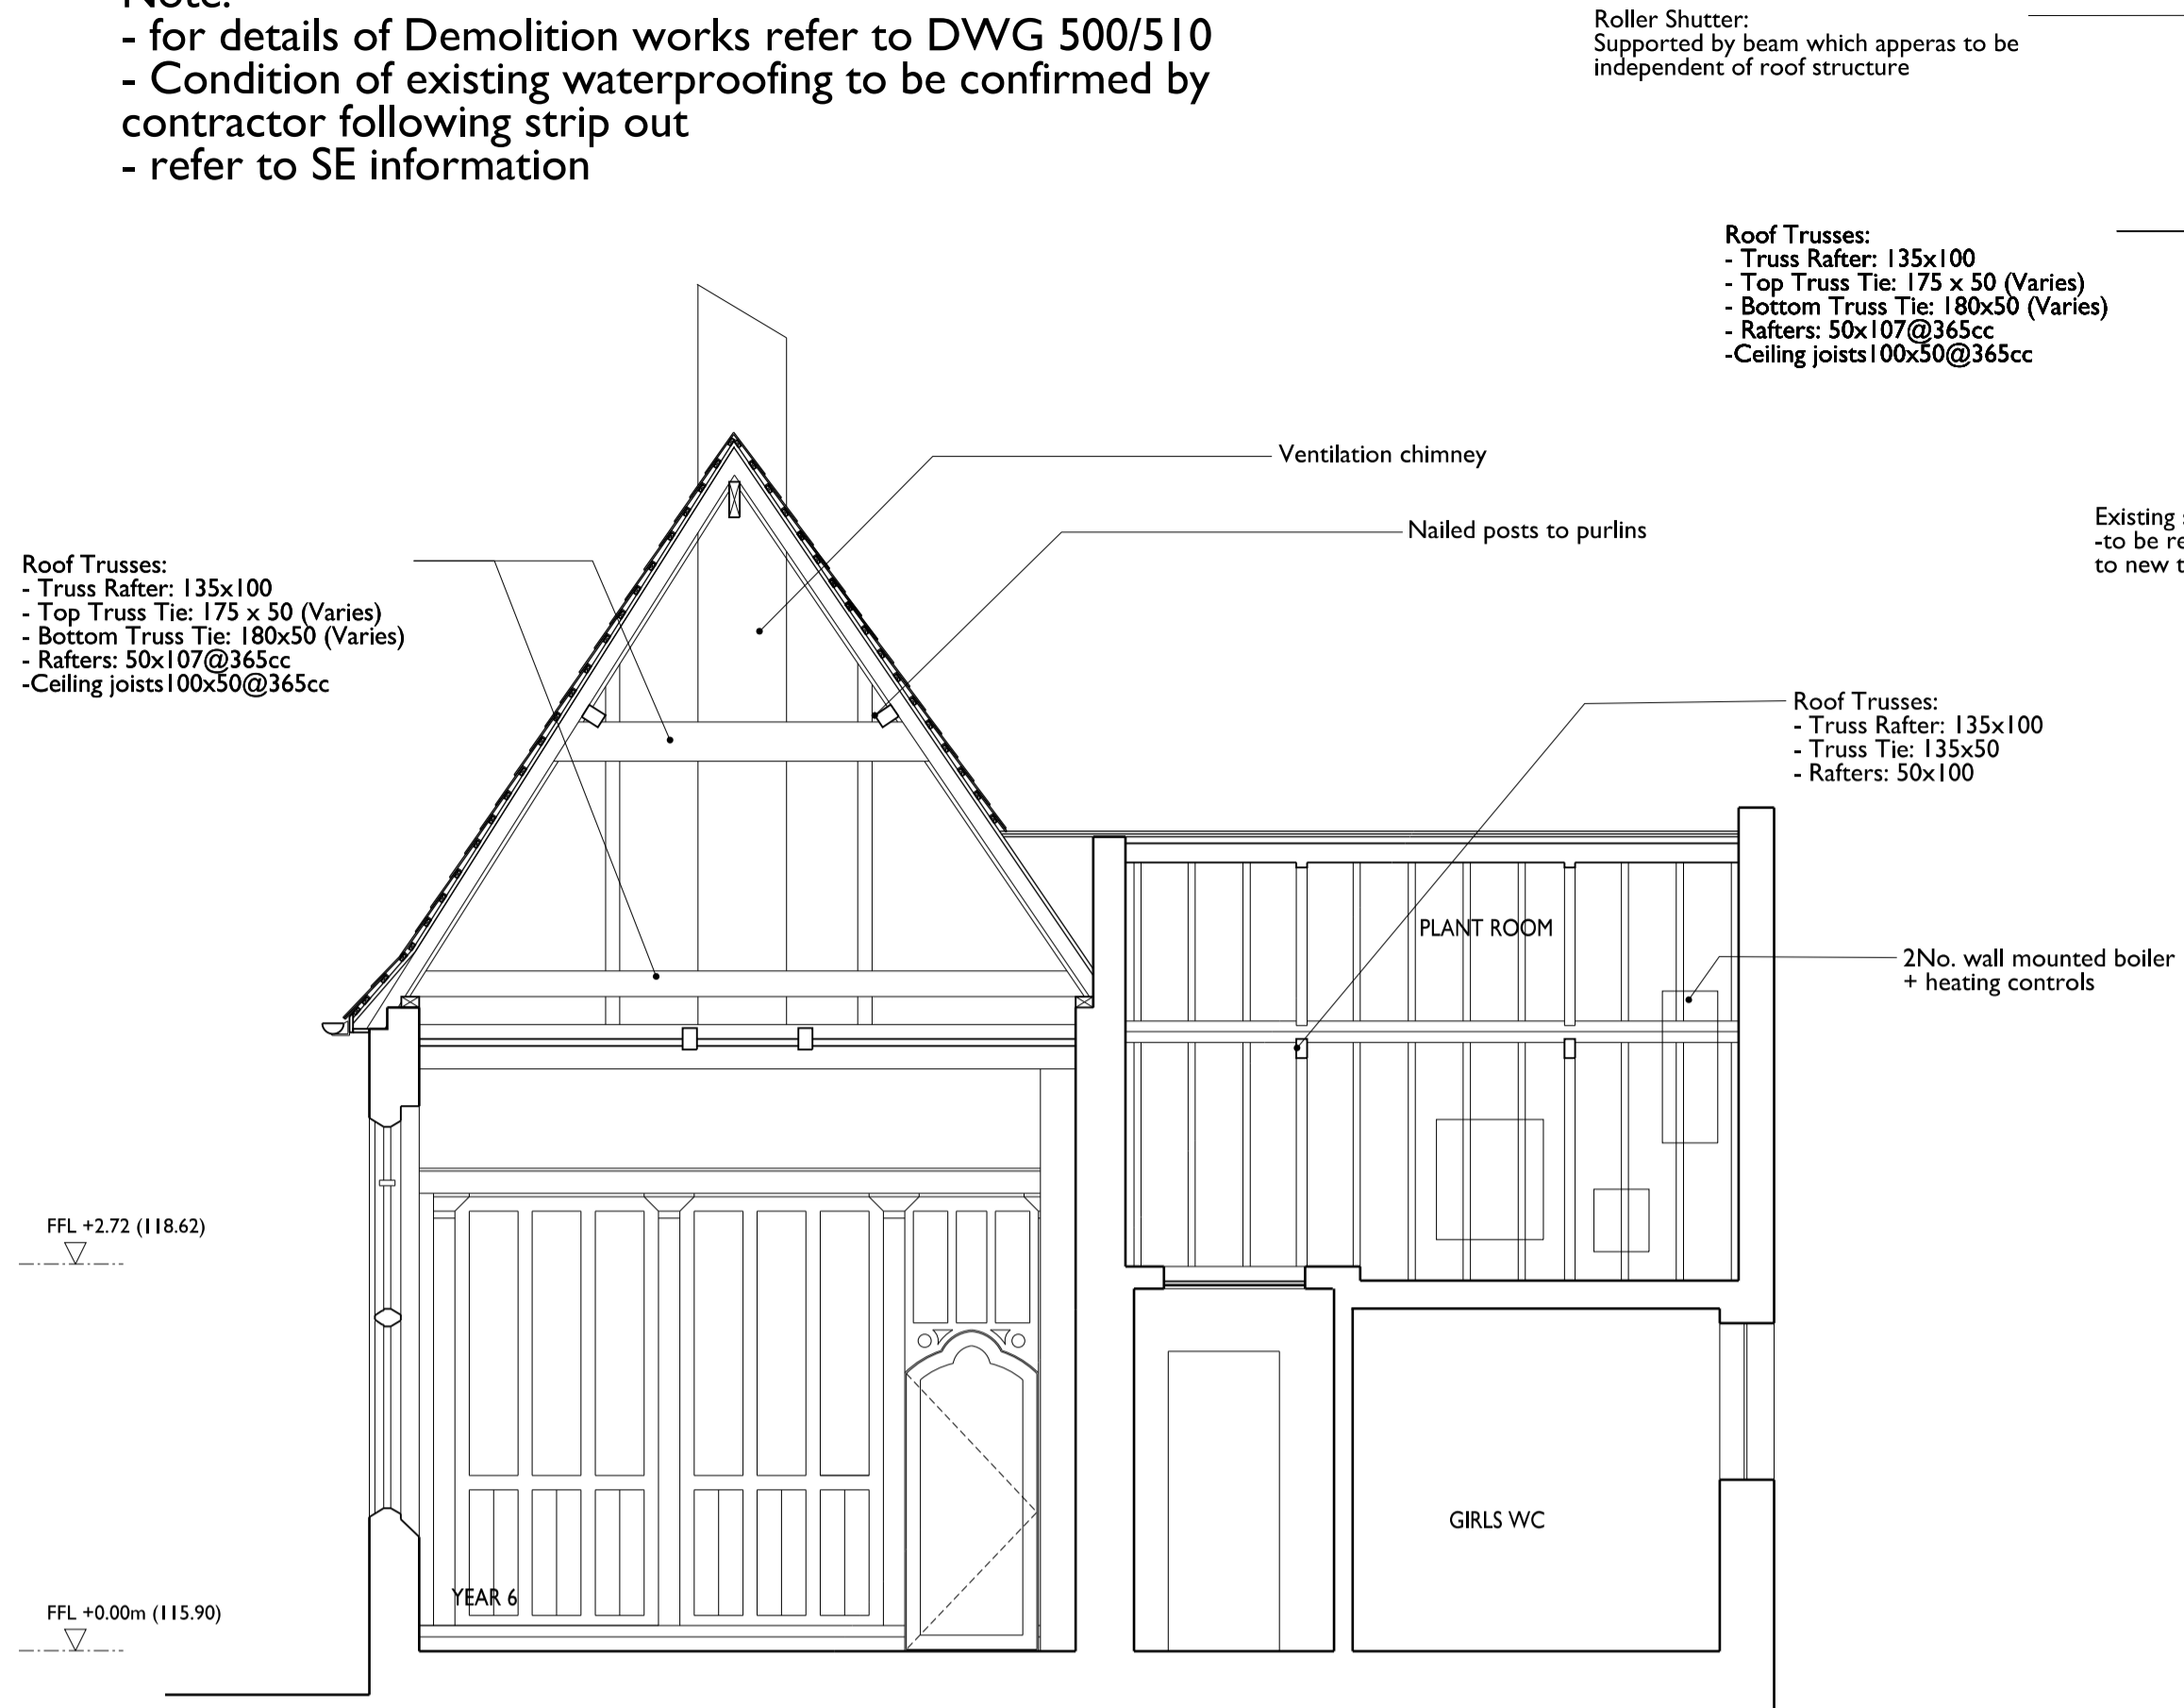 Note:
- for details of Demolition works refer to DWG 500/510
- Condition of existing waterproofing to be confirmed by
contractor following strip out
- refer to SE information
Roller Shutter:
Supported by beam which apperas to be
independent of roof structure
Roof Trusses:
- Truss Rafter: 135x100
- Top Truss Tie: 175 x 50 (Varies)
- Bottom Truss Tie: 180x50 (Varies)
- Rafters: 50x107@365cc
-Ceiling joists100x50@365cc
Ventilation chimney
Nailed posts to purlins
Existing
-to be re
to new t
Roof Trusses:
- Truss Rafter: 135x100
- Top Truss Tie: 175 x 50 (Varies)
- Bottom Truss Tie: 180x50 (Varies)
- Rafters: 50x107@365cc
-Ceiling joists100x50@365cc
Roof Trusses:
- Truss Rafter: 135x100
- Truss Tie: 135x50
- Rafters: 50x100
PLANT ROOM
2No. wall mounted boiler
+ heating controls
FFL +2.72 (118.62)
GIRLS WC
YEAR 6
FFL +0.00m (115.90)